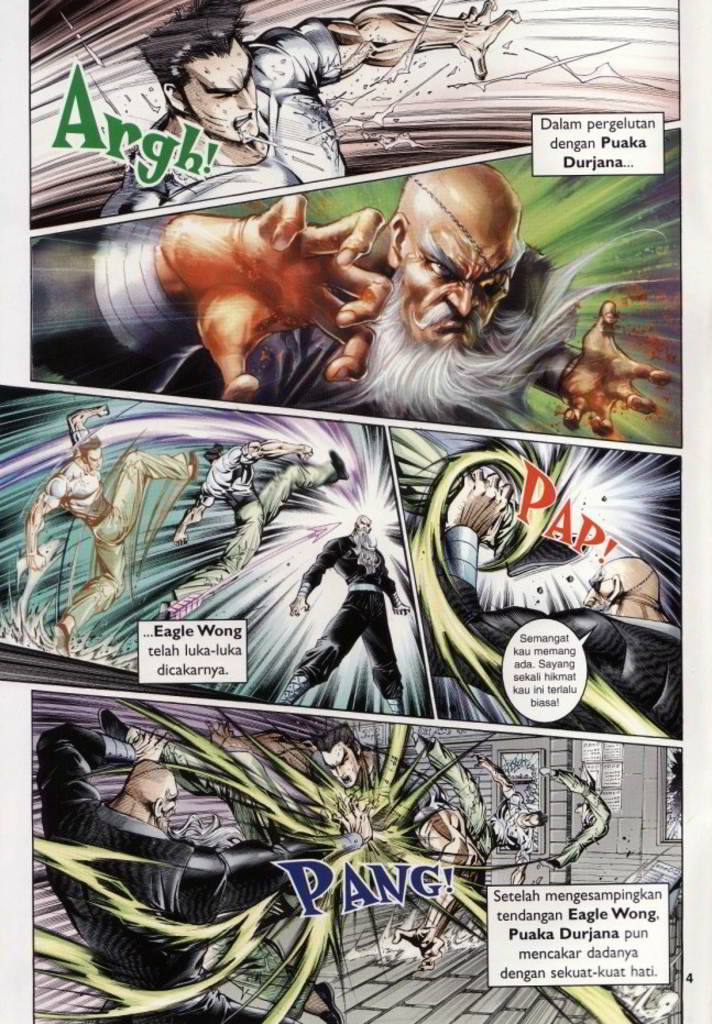 Argh!
Dalam pergelutan
dengan Puaka
Durjana...
...Eagle Wong
telah luka-luka
dicakarnya.
PAP!
Semangat
kau memang
ada. Sayang
sekali hikmat
kau ini terlalu
biasa!
PANG!
Setelah mengesampingkan
tendangan Eagle Wong,
Puaka Durjana pun
mencakar dadanya
dengan sekuat-kuat hati.
4